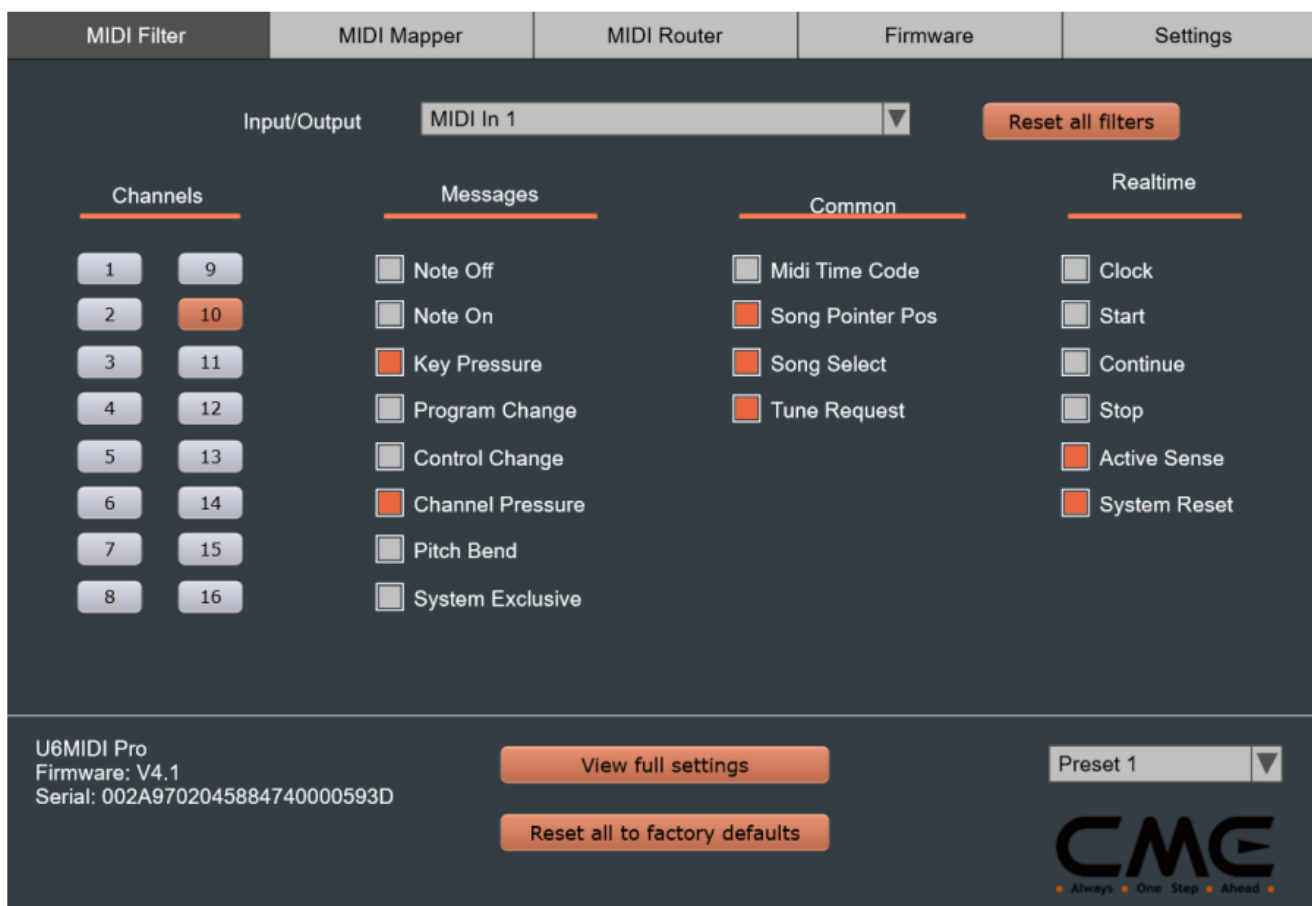 MIDI Filter MIDI Mapper MIDI Router Firmware Settings
Input/Output MIDI In 1 Reset all filters
Channels Messages Common Realtime
1 9 Note Off Midi Time Code Clock
2 10 Note On Song Pointer Pos Start
3 11 Key Pressure Song Select Continue
4 12 Program Change Tune Request Stop
5 13 Control Change Active Sense
6 14 Channel Pressure System Reset
7 15 Pitch Bend
8 16 System Exclusive
U6MIDI Pro
Firmware: V4.1
Serial: 002A9702045884740000593D
View full settings
Reset all to factory defaults
Preset 1
CME
Always One Step Ahead